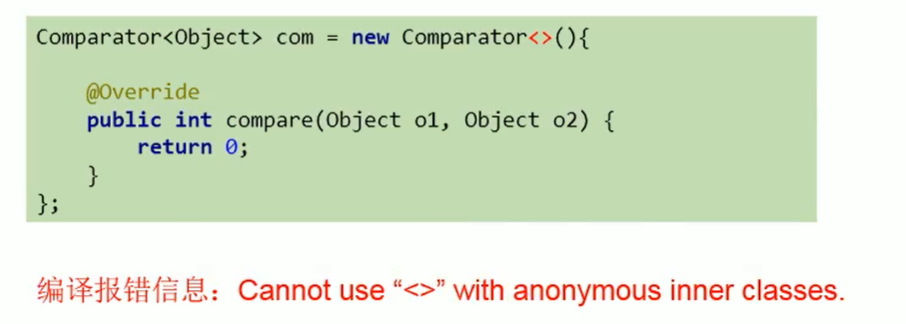 Comparator<Object> com = new Comparator<>(){
@Override
public int compare(Object o1, Object o2) {
return 0;
}
};
编译报错信息：Cannot use “<>” with anonymous inner classes.